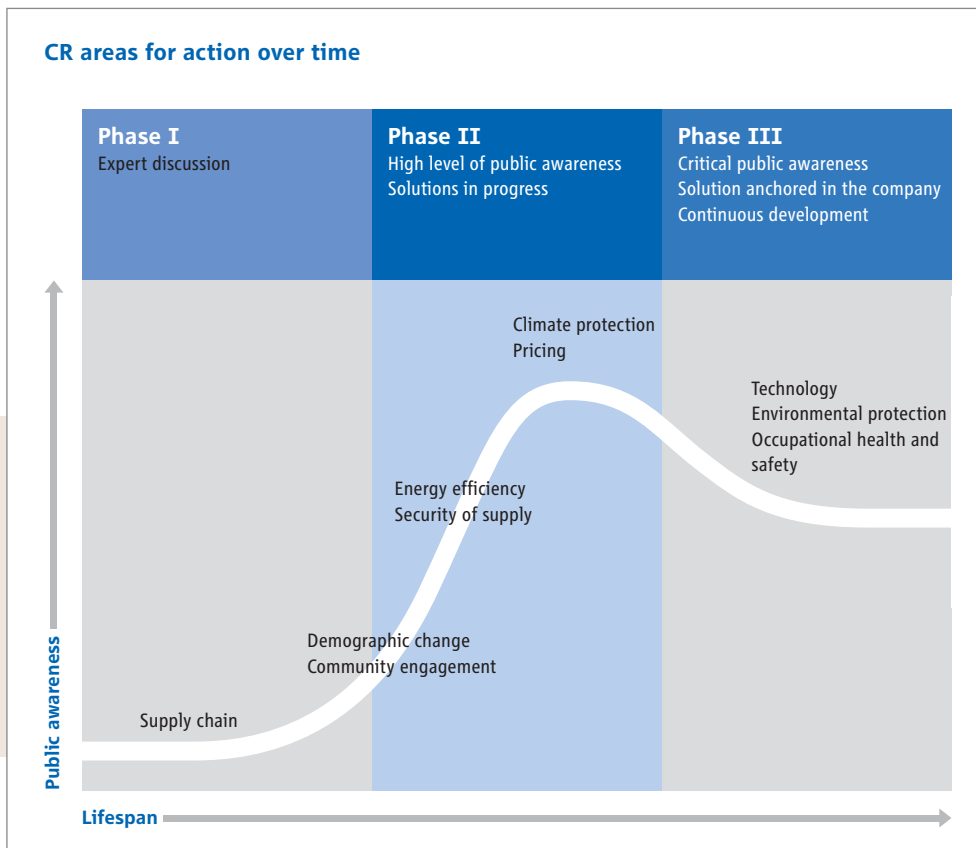 CR areas for action over time
Phase I
Expert discussion
Phase II
High level of public awareness
Solutions in progress
Phase III
Critical public awareness
Solution anchored in the company
Continuous development
Climate protection
Pricing
Technology
Environmental protection
Occupational health and
safety
Energy efficiency
Security of supply
Demographic change
Community engagement
Supply chain
Public awareness
Lifespan